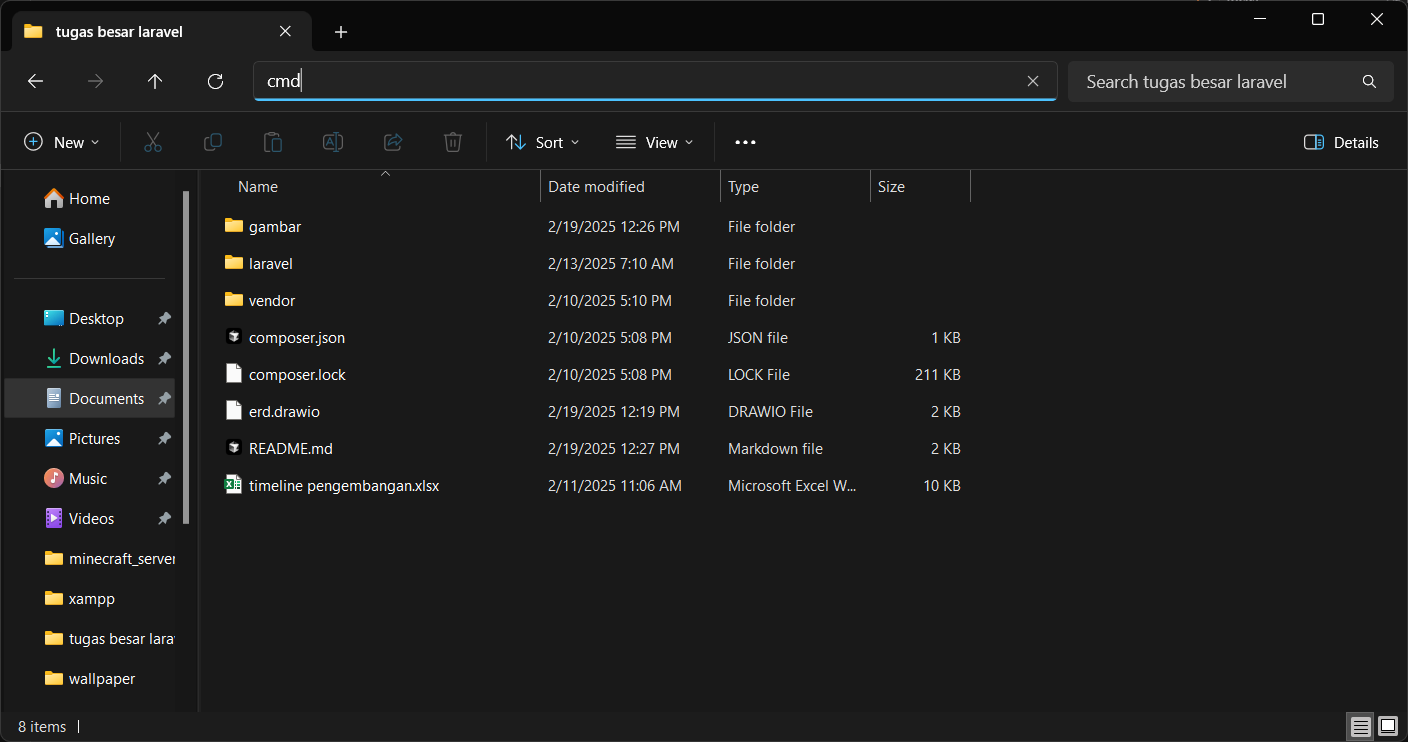 tugas besar laravel
cmd
Search tugas besar laravel
New
Sort
View
Details
Name Date modified Type Size
Home
Gallery
Desktop
Downloads
Documents
Pictures
Music
Videos
minecraft_server
xampp
tugas besar lara
wallpaper
gambar 2/19/2025 12:26 PM File folder
laravel 2/13/2025 7:10 AM File folder
vendor 2/10/2025 5:10 PM File folder
composer.json 2/10/2025 5:08 PM JSON file 1 KB
composer.lock 2/10/2025 5:08 PM LOCK File 211 KB
erd.drawio 2/19/2025 12:19 PM DRAWIO File 2 KB
README.md 2/19/2025 12:27 PM Markdown file 2 KB
timeline pengembangan.xlsx 2/11/2025 11:06 AM Microsoft Excel W... 10 KB
8 items